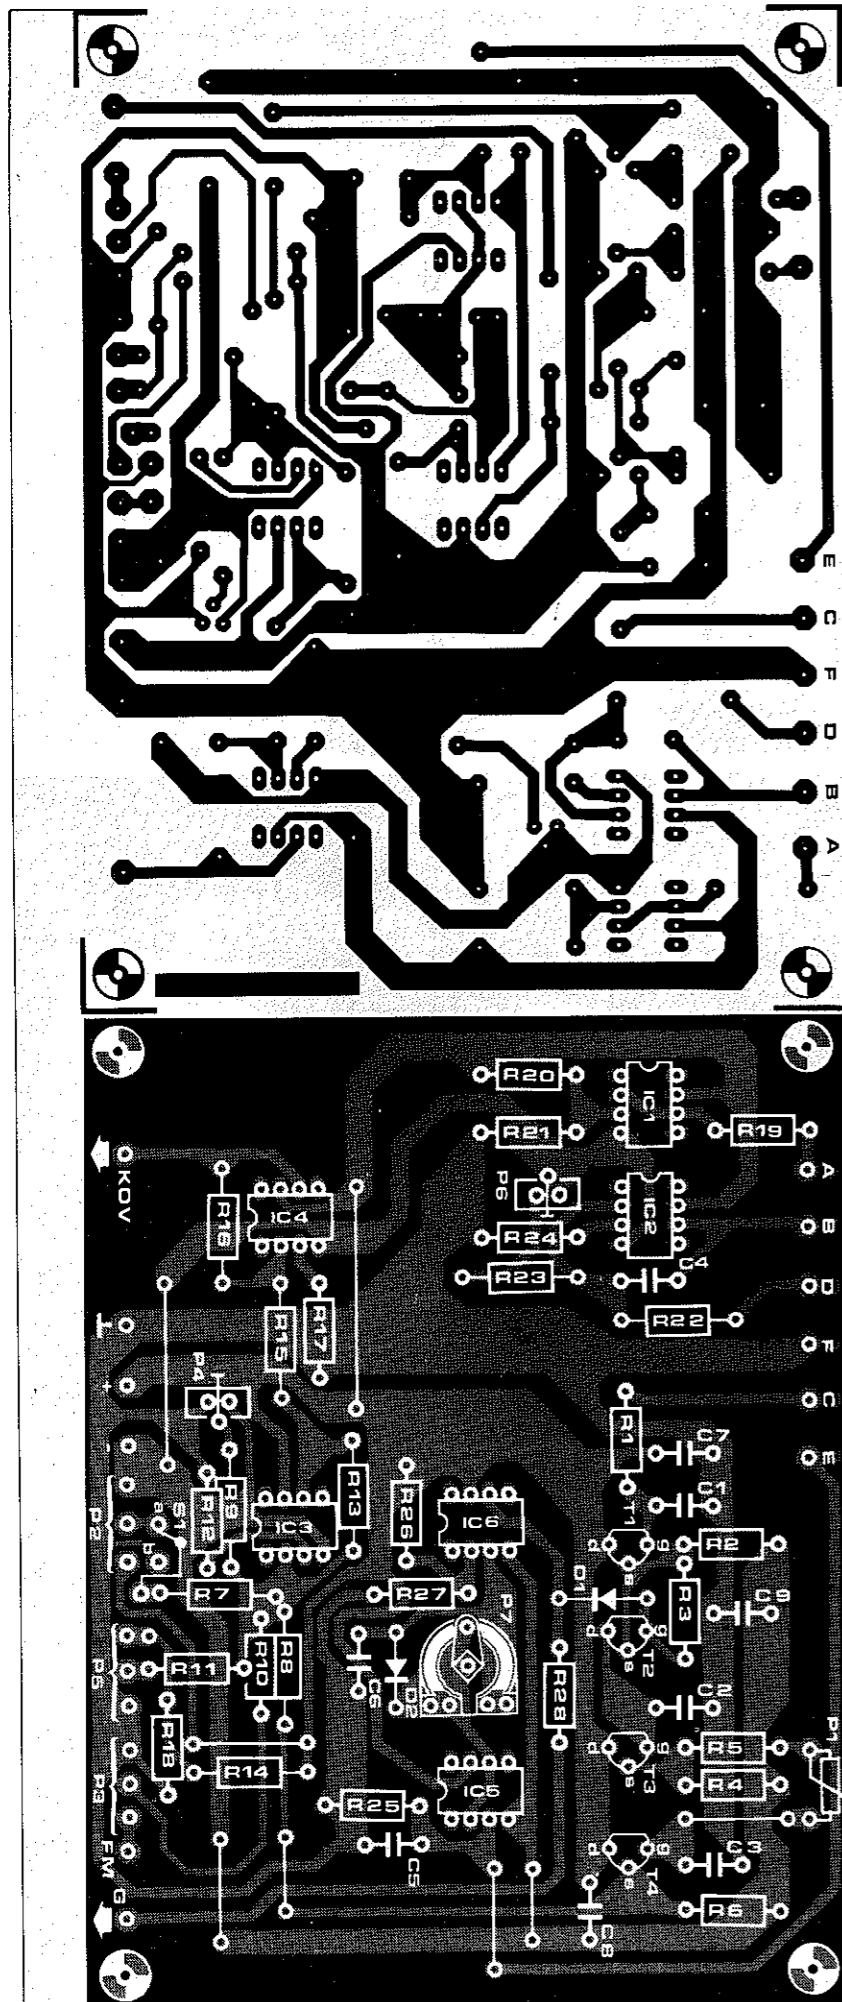 E
C
F
D
B
A
R20
IC1
R19
R21
A
KOV
P6
IC2
R16
IC4
R24
B
C4
R23
D
R15
R17
R22
⊥
F
P4
+
C
R1
C7
-
E
R13
C1
P2
a
S1
R12
R9
IC3
R26
IC6
T1
d
g
s
R2
b
R7
R27
D1
R3
C9
P7
d
g
s
T2
P5
R11
R10
R8
C6
D2
R28
C2
R18
R14
d
g
s
T3
R5
P1
P3
R4
IC5
R25
C5
FM
d
g
s
T4
C3
G
C8
R6